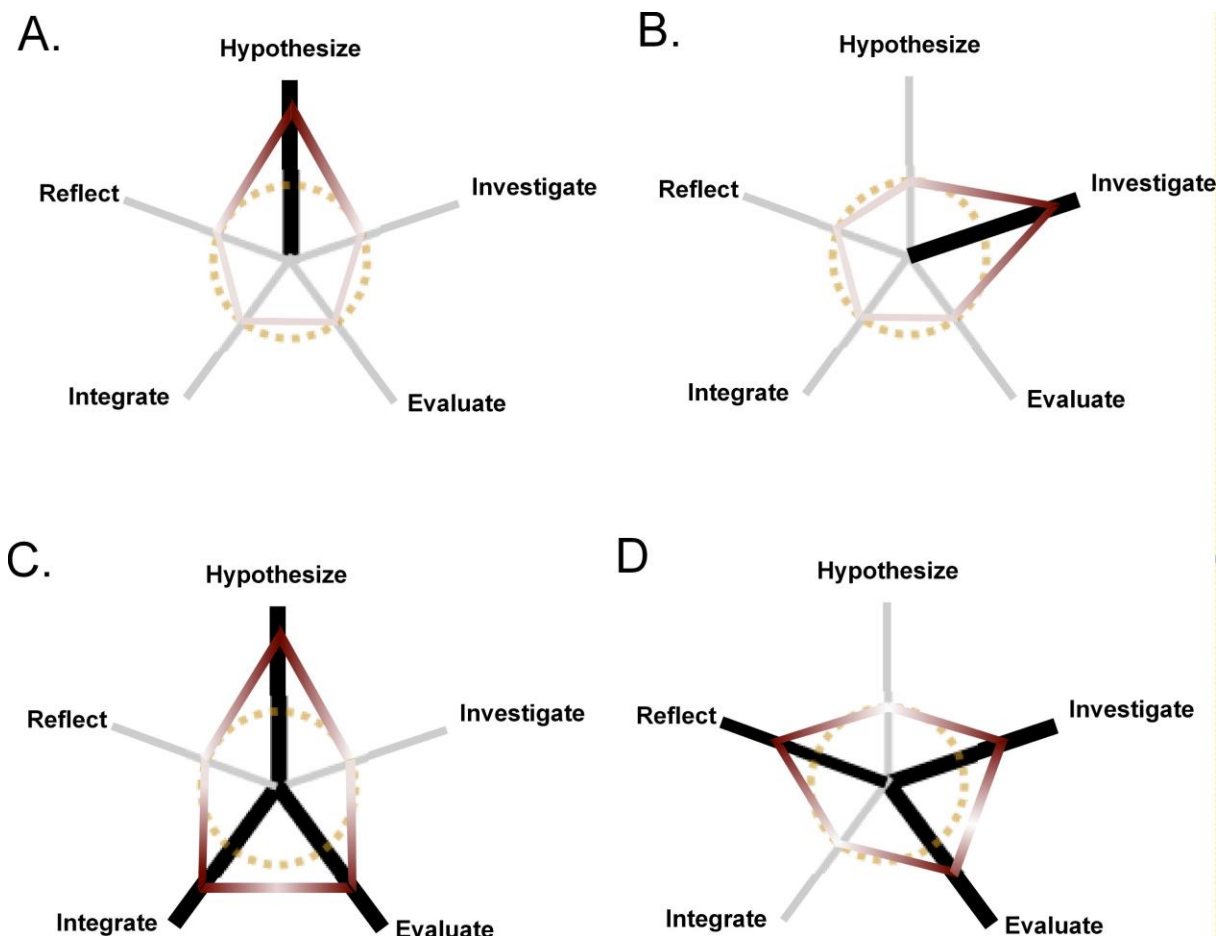 A.
Hypothesize
Reflect
Investigate
Integrate
Evaluate
B.
Hypothesize
Reflect
Investigate
Integrate
Evaluate
C.
Hypothesize
Reflect
Investigate
Integrate
Evaluate
D
Hypothesize
Reflect
Investigate
Integrate
Evaluate